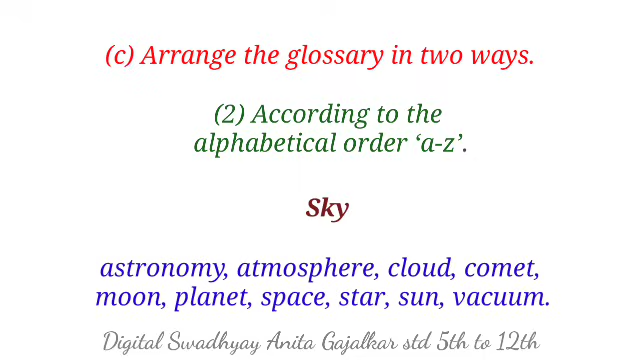 (c) Arrange the glossary in two ways.
(2) According to the
alphabetical order ‘a-z’.
Sky
astronomy, atmosphere, cloud, comet,
moon, planet, space, star, sun, vacuum.
Digital Swadhyay Anita Gajalkar std 5th to 12th